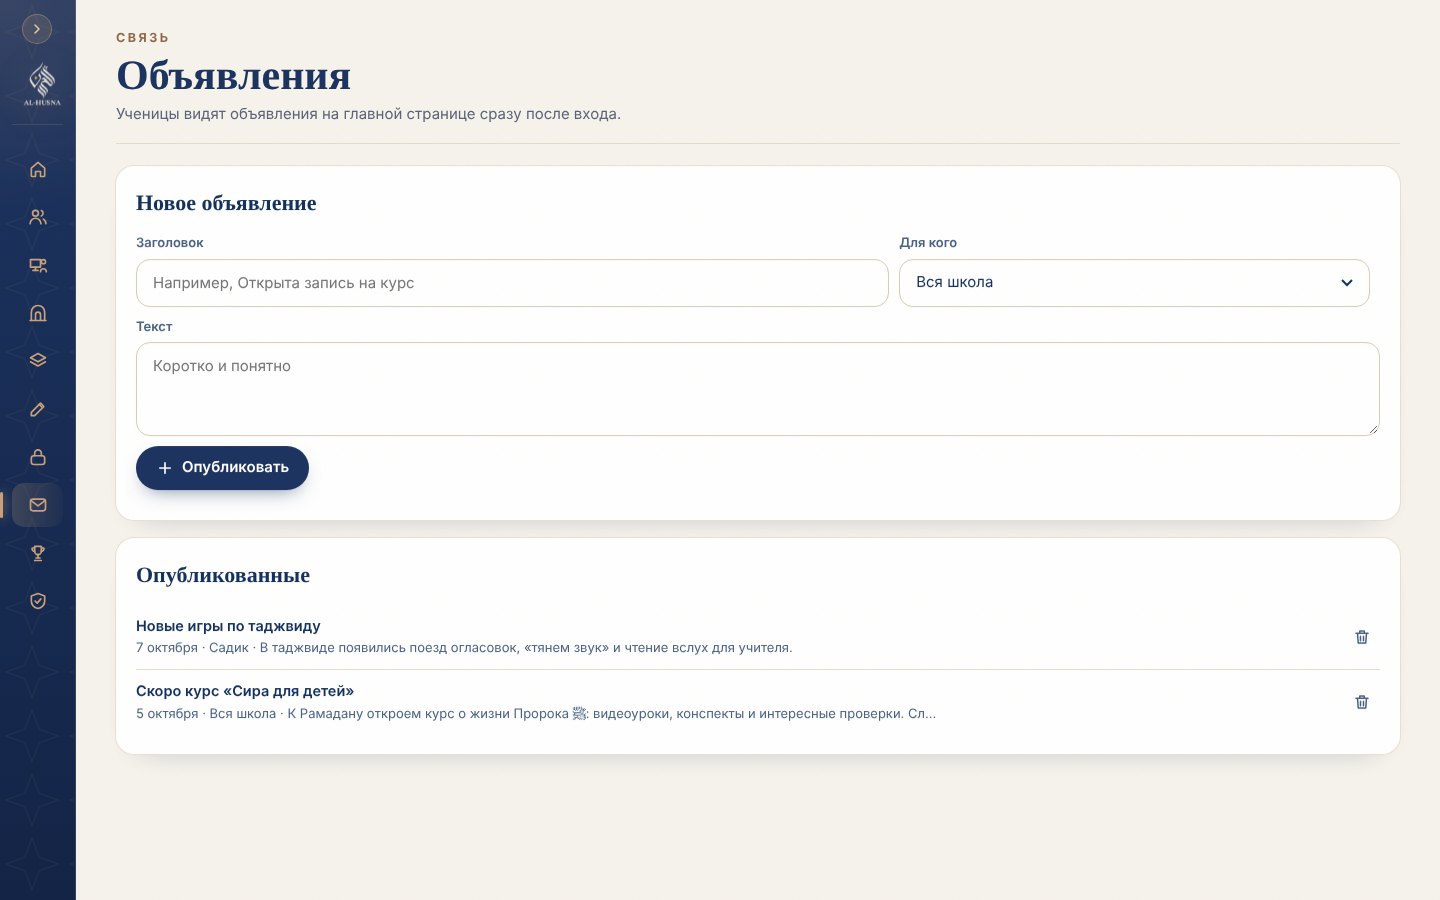 AL-HUSNA
СВЯЗЬ
Объявления
Ученицы видят объявления на главной странице сразу после входа.
Новое объявление
Заголовок
Для кого
Например, Открыта запись на курс
Вся школа
Текст
Коротко и понятно
Опубликовать
Опубликованные
Новые игры по таджвиду
7 октября · Садик · В таджвиде появились поезд огласовок, «тянем звук» и чтение вслух для учителя.
Скоро курс «Сира для детей»
5 октября · Вся школа · К Рамадану откроем курс о жизни Пророка ﷺ: видеоуроки, конспекты и интересные проверки. Сл…